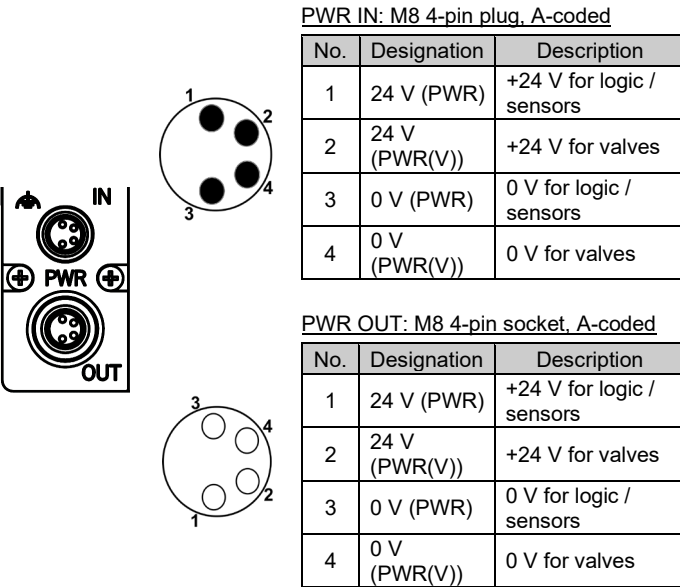 PWR IN: M8 4-pin plug, A-coded
No. Designation Description
1 24 V (PWR) +24 V for logic /
sensors
2 24 V
(PWR(V)) +24 V for valves
3 0 V (PWR) 0 V for logic /
sensors
4 0 V
(PWR(V)) 0 V for valves
1
2
4
3
IN
PWR
OUT
PWR OUT: M8 4-pin socket, A-coded
No. Designation Description
1 24 V (PWR) +24 V for logic /
sensors
2 24 V
(PWR(V)) +24 V for valves
3 0 V (PWR) 0 V for logic /
sensors
4 0 V
(PWR(V)) 0 V for valves
3
4
2
1